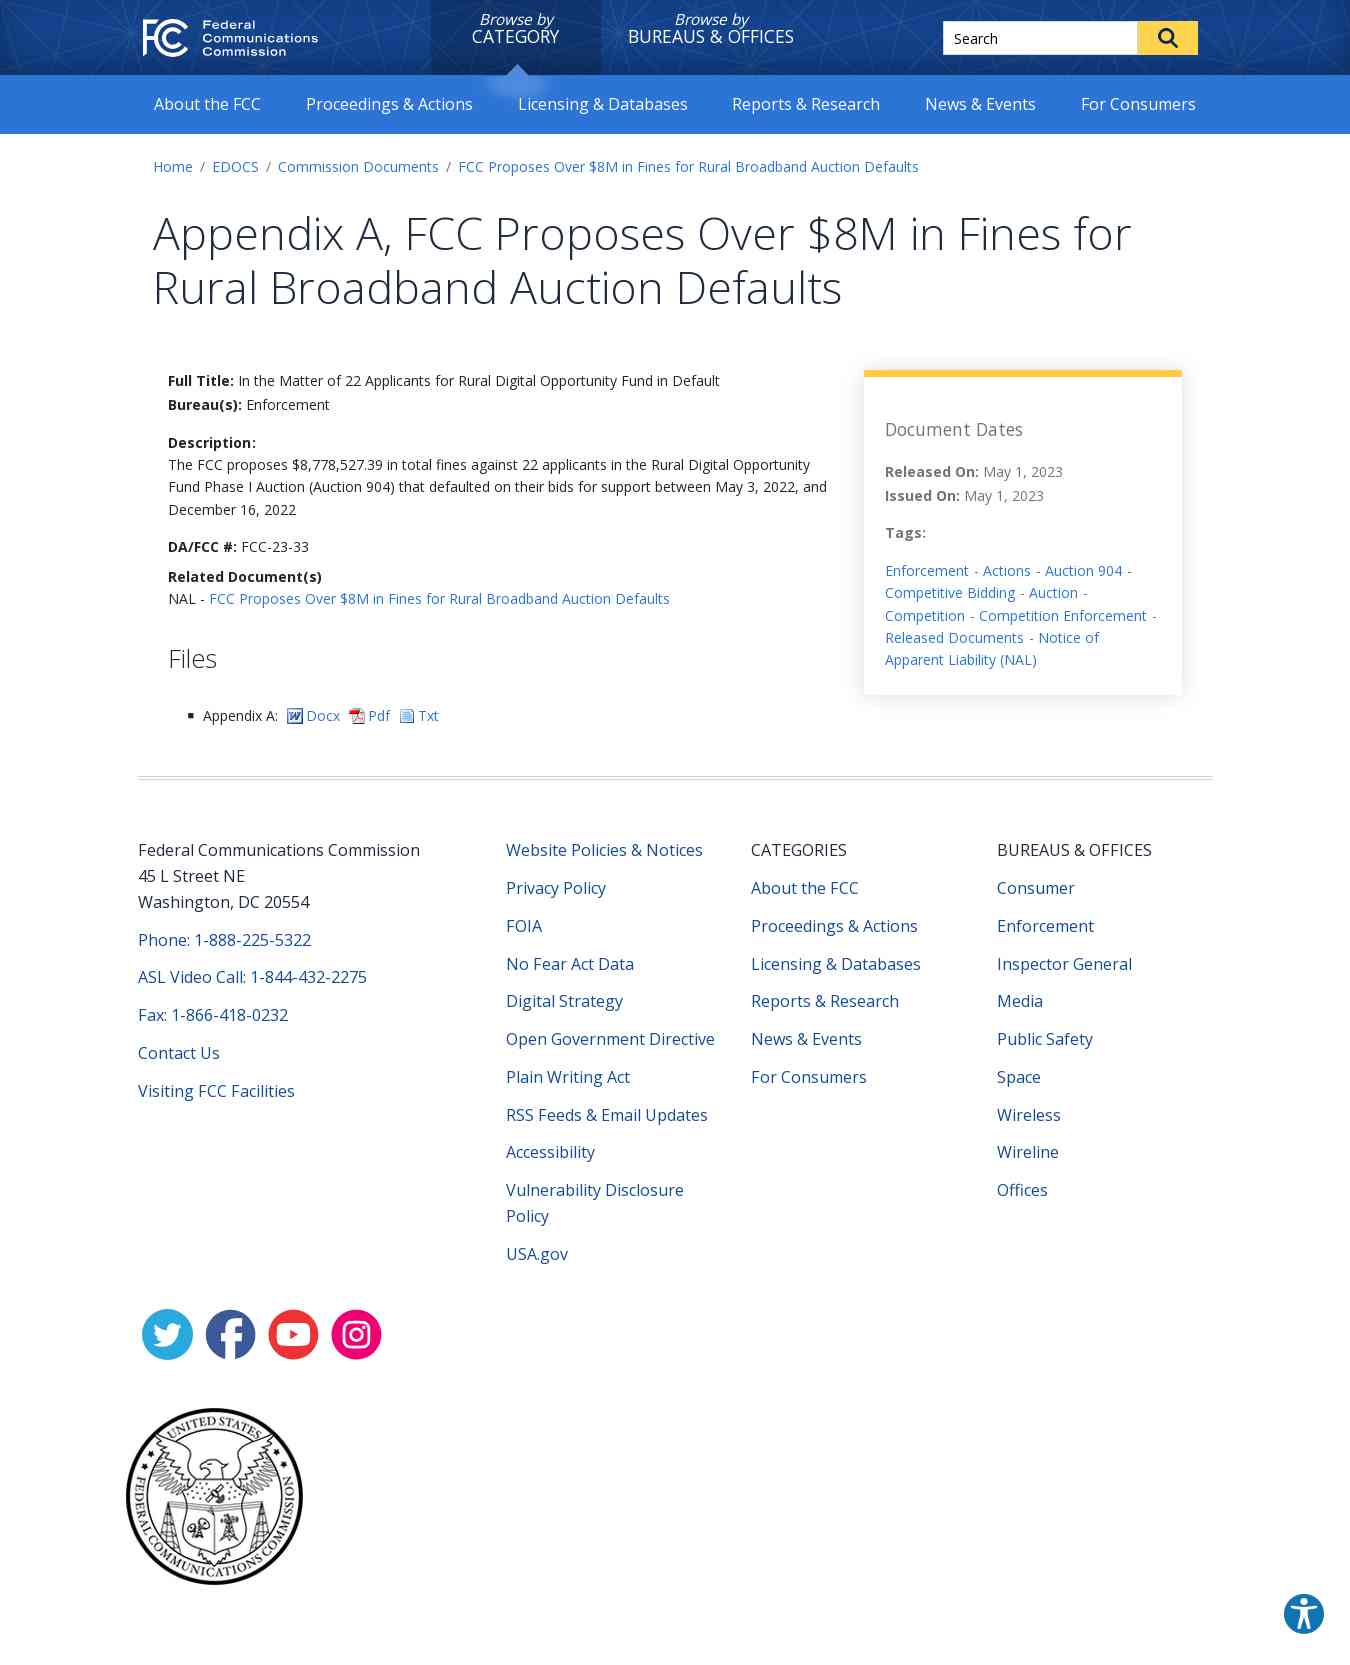 FCC Federal
Communications
Commission
Browse by
CATEGORY
Browse by
BUREAUS & OFFICES
Search
About the FCC
Proceedings & Actions
Licensing & Databases
Reports & Research
News & Events
For Consumers
Home / EDOCS / Commission Documents / FCC Proposes Over $8M in Fines for Rural Broadband Auction Defaults
Appendix A, FCC Proposes Over $8M in Fines for
Rural Broadband Auction Defaults
Full Title: In the Matter of 22 Applicants for Rural Digital Opportunity Fund in Default
Bureau(s): Enforcement
Description:
The FCC proposes $8,778,527.39 in total fines against 22 applicants in the Rural Digital Opportunity
Fund Phase I Auction (Auction 904) that defaulted on their bids for support between May 3, 2022, and
December 16, 2022
DA/FCC #: FCC-23-33
Related Document(s)
NAL - FCC Proposes Over $8M in Fines for Rural Broadband Auction Defaults
Files
Appendix A: Docx Pdf Txt
Document Dates
Released On: May 1, 2023
Issued On: May 1, 2023
Tags:
Enforcement - Actions - Auction 904 -
Competitive Bidding - Auction -
Competition - Competition Enforcement -
Released Documents - Notice of
Apparent Liability (NAL)
Federal Communications Commission
45 L Street NE
Washington, DC 20554
Phone: 1-888-225-5322
ASL Video Call: 1-844-432-2275
Fax: 1-866-418-0232
Contact Us
Visiting FCC Facilities
Website Policies & Notices
Privacy Policy
FOIA
No Fear Act Data
Digital Strategy
Open Government Directive
Plain Writing Act
RSS Feeds & Email Updates
Accessibility
Vulnerability Disclosure
Policy
USA.gov
CATEGORIES
About the FCC
Proceedings & Actions
Licensing & Databases
Reports & Research
News & Events
For Consumers
BUREAUS & OFFICES
Consumer
Enforcement
Inspector General
Media
Public Safety
Space
Wireless
Wireline
Offices
UNITED STATES
FEDERAL COMMUNICATIONS COMMISSION